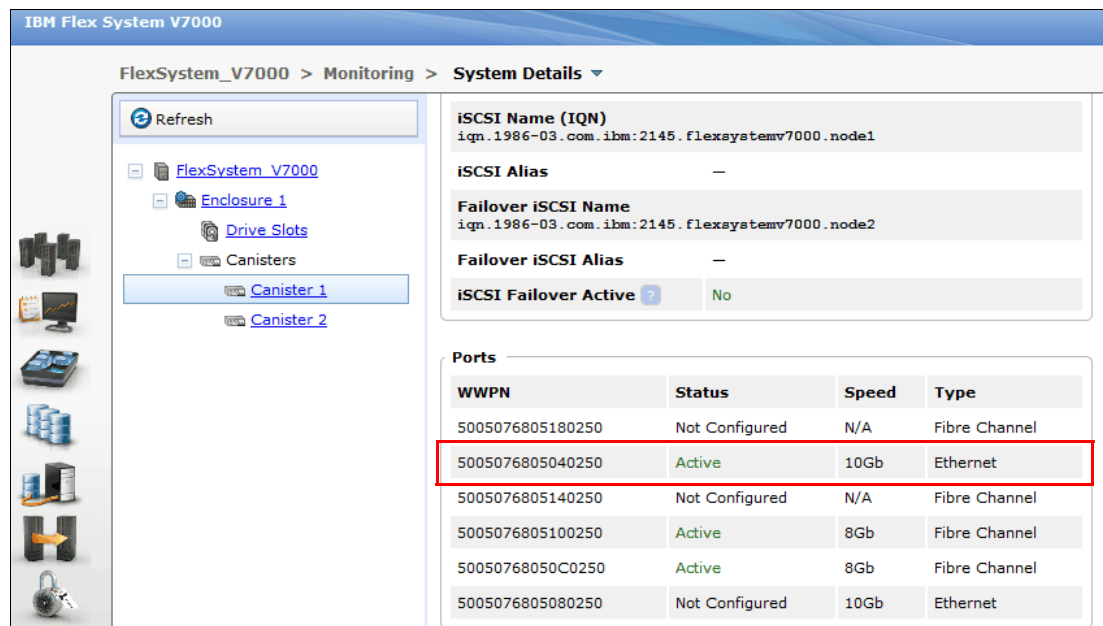 IBM Flex System V7000
FlexSystem_V7000 > Monitoring > System Details
Refresh
FlexSystem_V7000
Enclosure 1
Drive Slots
Canisters
Canister 1
Canister 2
iSCSI Name (IQN)
iqn.1986-03.com.ibm:2145.flexsystemv7000.node1
iSCSI Alias —
Failover iSCSI Name
iqn.1986-03.com.ibm:2145.flexsystemv7000.node2
Failover iSCSI Alias —
iSCSI Failover Active ? No
Ports
WWPN Status Speed Type
5005076805180250 Not Configured N/A Fibre Channel
5005076805040250 Active 10Gb Ethernet
5005076805140250 Not Configured N/A Fibre Channel
5005076805100250 Active 8Gb Fibre Channel
50050768050C0250 Active 8Gb Fibre Channel
5005076805080250 Not Configured 10Gb Ethernet